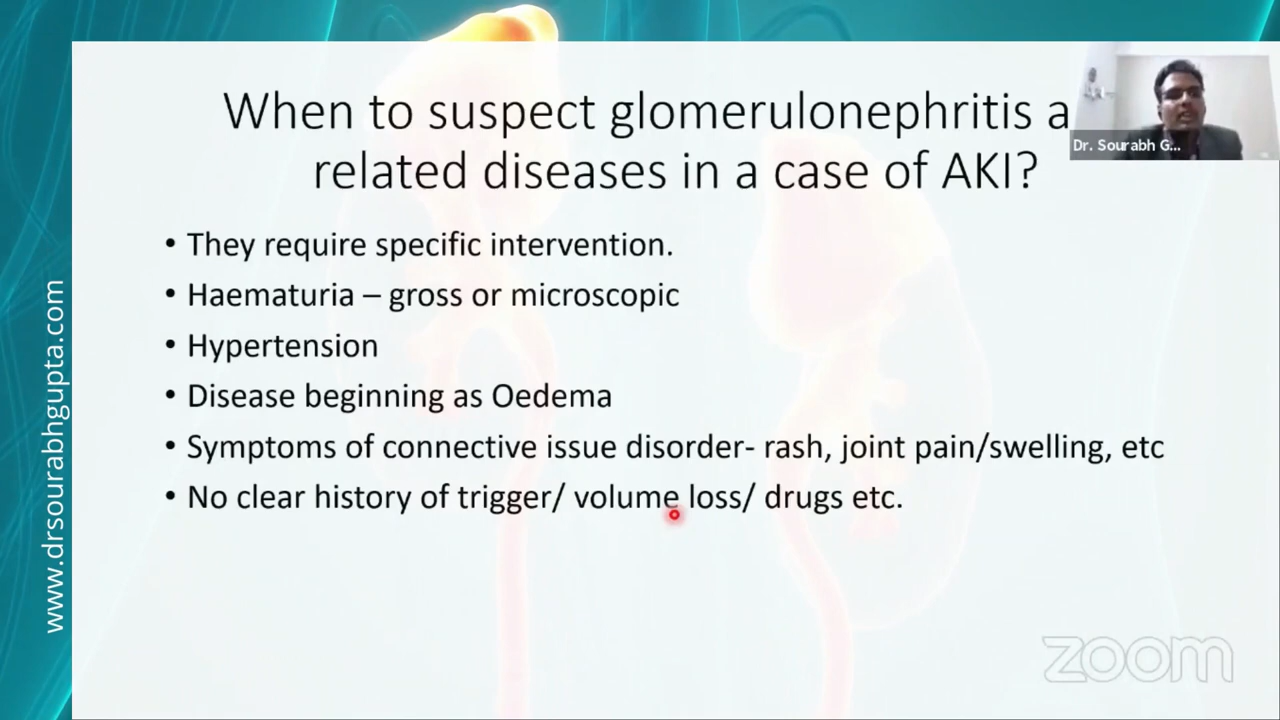 When to suspect glomerulonephritis a
related diseases in a case of AKI?
Dr. Sourabh G...
• They require specific intervention.
• Haematuria – gross or microscopic
• Hypertension
• Disease beginning as Oedema
• Symptoms of connective issue disorder- rash, joint pain/swelling, etc
• No clear history of trigger/ volume loss/ drugs etc.
www.drsourabhgupta.com
zoom